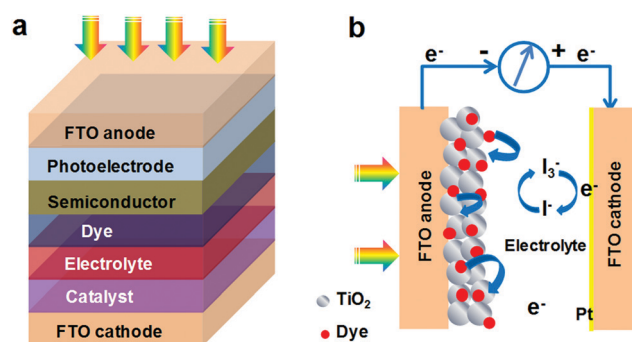 a
FTO anode
Photoelectrode
Semiconductor
Dye
Electrolyte
Catalyst
FTO cathode
b
e⁻ - + e⁻
FTO anode
I₃⁻
e⁻
I⁻
Electrolyte
e⁻
Pt
FTO cathode
TiO₂
Dye